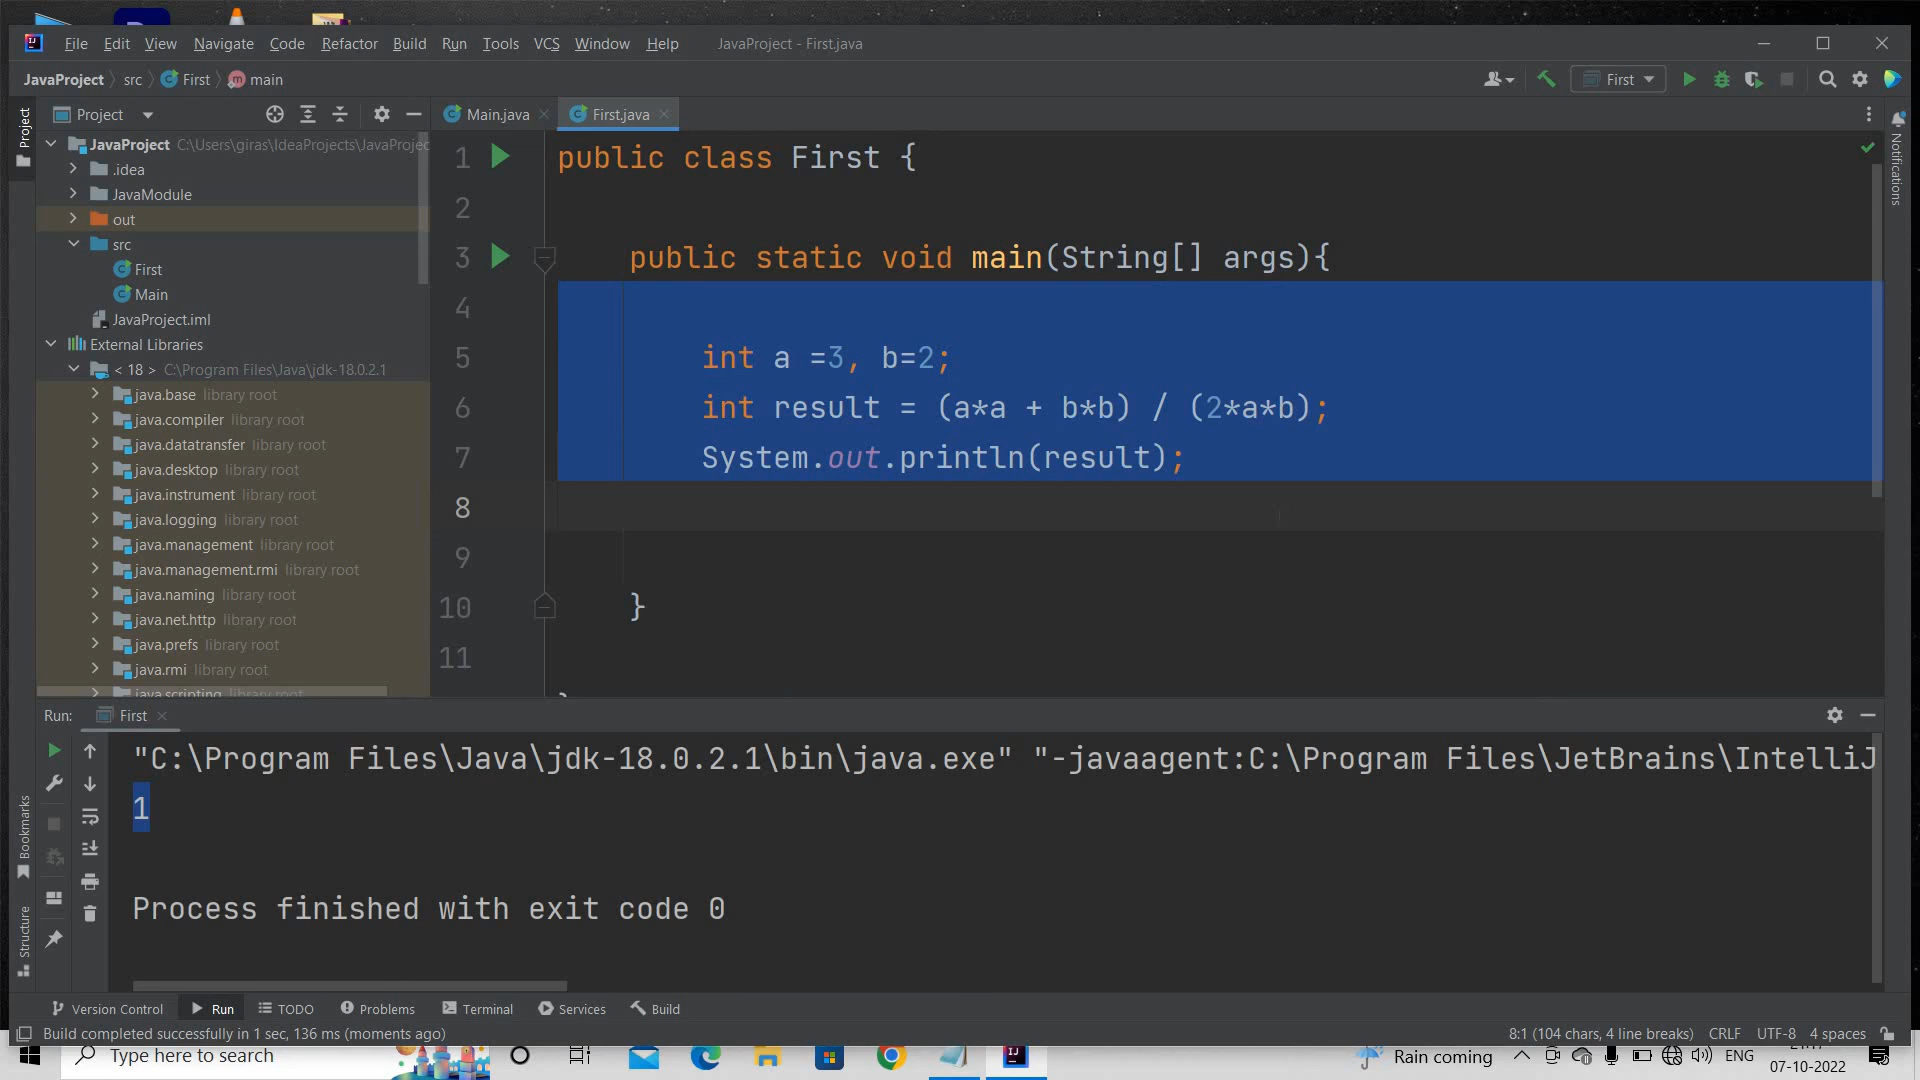 File Edit View Navigate Code Refactor Build Run Tools VCS Window Help JavaProject - First.java
JavaProject src First main
First
Project
Main.java First.java
Project
Notifications
JavaProject C:\Users\giras\IdeaProjects\JavaProjec
.idea
JavaModule
out
src
First
Main
JavaProject.iml
External Libraries
< 18 > C:\Program Files\Java\jdk-18.0.2.1
java.base library root
java.compiler library root
java.datatransfer library root
java.desktop library root
java.instrument library root
java.logging library root
java.management library root
java.management.rmi library root
java.naming library root
java.net.http library root
java.prefs library root
java.rmi library root
java.scripting library root
1 public class First {
2
3 public static void main(String[] args){
4
5 int a =3, b=2;
6 int result = (a*a + b*b) / (2*a*b);
7 System.out.println(result);
8
9
10 }
11
Run: First
"C:\Program Files\Java\jdk-18.0.2.1\bin\java.exe" "-javaagent:C:\Program Files\JetBrains\IntelliJ
1
Process finished with exit code 0
Bookmarks
Structure
Version Control Run TODO Problems Terminal Services Build
Build completed successfully in 1 sec, 136 ms (moments ago)
8:1 (104 chars, 4 line breaks) CRLF UTF-8 4 spaces
Type here to search
Rain coming
ENG
07-10-2022